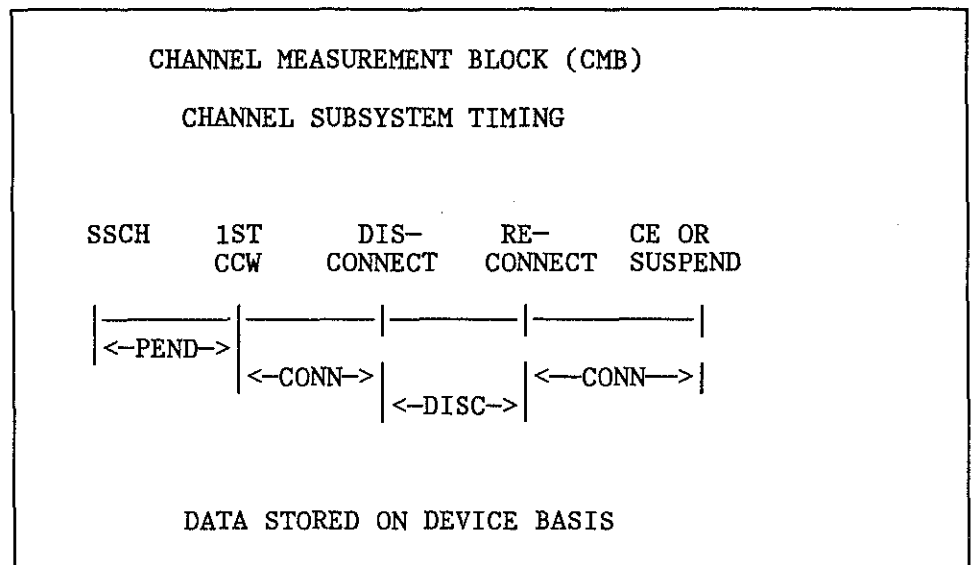 CHANNEL MEASUREMENT BLOCK (CMB)
CHANNEL SUBSYSTEM TIMING
SSCH 1ST DIS- RE- CE OR
CCW CONNECT CONNECT SUSPEND
<-PEND->
<-CONN-> <--CONN-->
<-DISC->
DATA STORED ON DEVICE BASIS